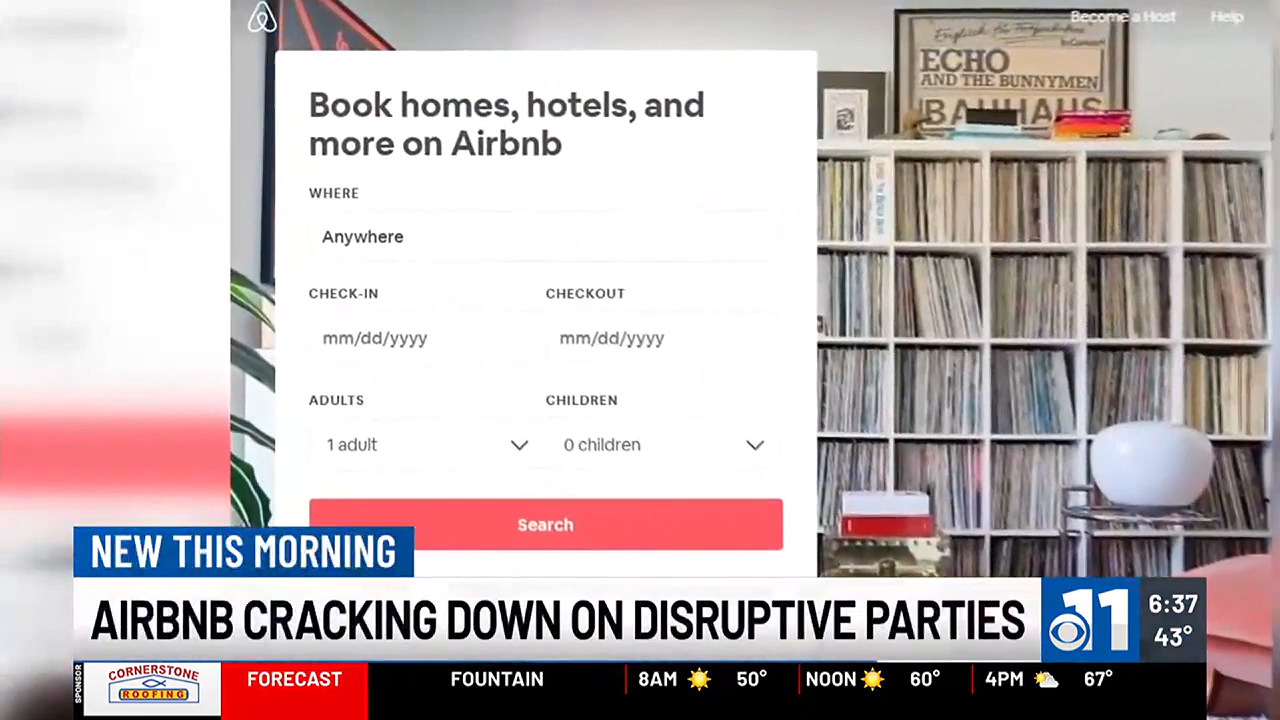 Become a Host Help
ECHO
AND THE BUNNYMEN
BAUHAUS
Book homes, hotels, and
more on Airbnb
WHERE
Anywhere
CHECK-IN CHECKOUT
mm/dd/yyyy mm/dd/yyyy
ADULTS CHILDREN
1 adult 0 children
Search
NEW THIS MORNING
AIRBNB CRACKING DOWN ON DISRUPTIVE PARTIES
11
6:37
43°
SPONSOR
CORNERSTONE
ROOFING
FORECAST FOUNTAIN 8AM 50° NOON 60° 4PM 67°